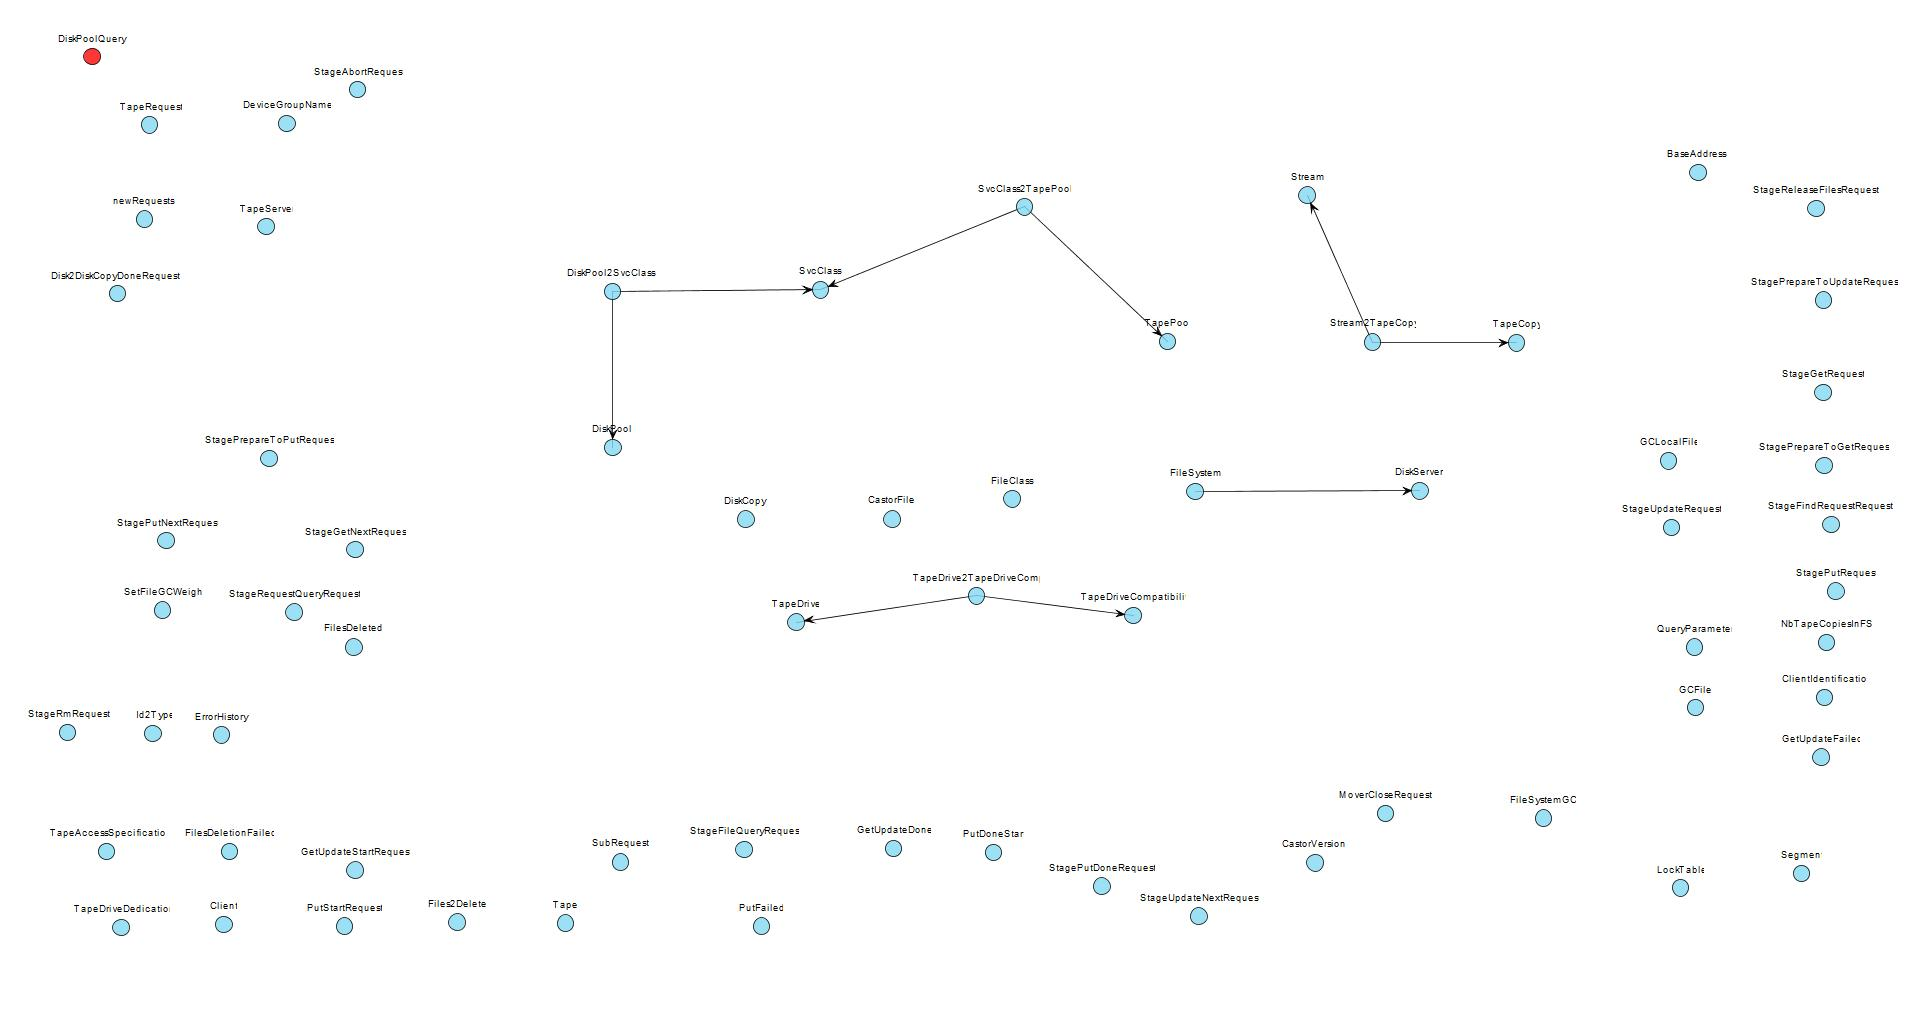 DiskPoolQuery
StageAbortReques
TapeRequest
DeviceGroupName
BaseAddress
Stream
SvcClass2TapePool
StageReleaseFilesRequest
newRequests
TapeServer
Disk2DiskCopyDoneRequest
DiskPool2SvcClass
SvcClass
StagePrepareToUpdateReques
TapePoo
Stream2TapeCopy
TapeCopy
StageGetRequest
DiskPool
StagePrepareToPutReques
GCLocalFile
StagePrepareToGetReques
FileSystem
DiskServer
FileClass
DiskCopy
CastorFile
StageUpdateRequest
StageFindRequestRequest
StagePutNextReques
StageGetNextReques
StagePutReques
TapeDrive2TapeDriveComp
SetFileGCWeigh
StageRequestQueryRequest
TapeDrive
TapeDriveCompatibili
FilesDeleted
QueryParameter
NbTapeCopiesInFS
ClientIdentificatio
GCFile
StageRmRequest
Id2Type
ErrorHistory
GetUpdateFailed
MoverCloseRequest
FileSystemGC
TapeAccessSpecificatio
FilesDeletionFailed
GetUpdateStartReques
SubRequest
StageFileQueryReques
GetUpdateDone
PutDoneStar
CastorVersion
StagePutDoneRequest
LockTable
Segment
TapeDriveDedicatio
Client
PutStartRequest
Files2Delete
Tape
PutFailed
StageUpdateNextReques